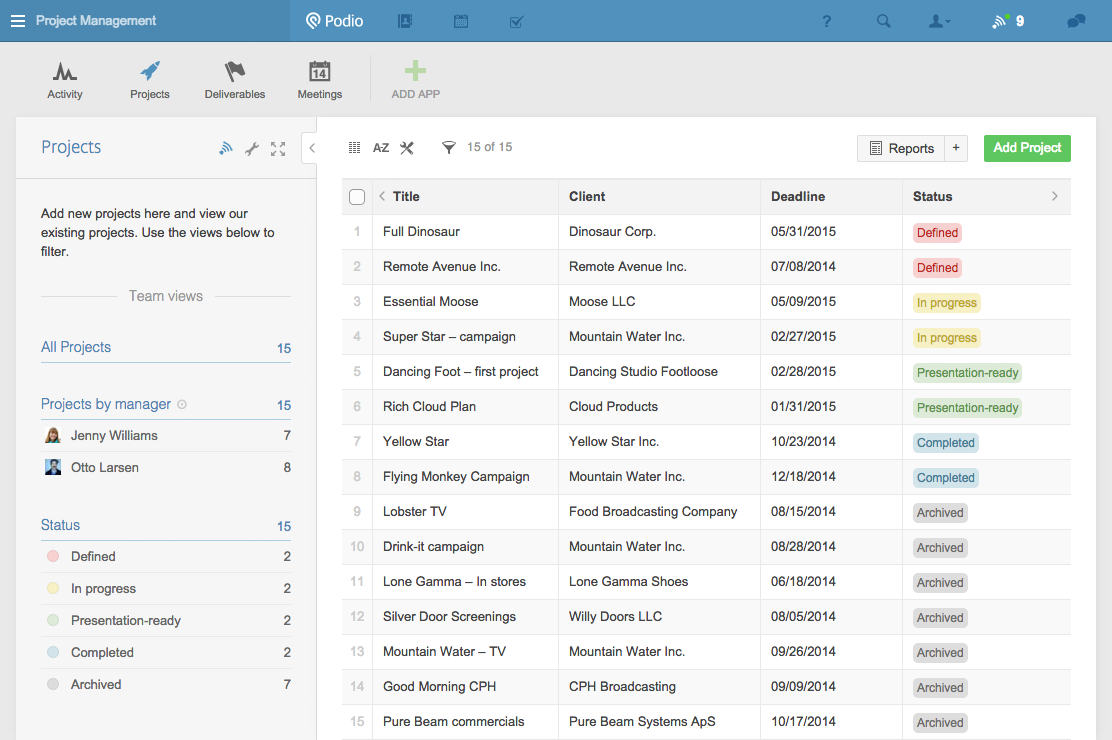 Project Management
Podio
?
9
Activity
Projects
Deliverables
14
Meetings
ADD APP
Projects
Add new projects here and view our
existing projects. Use the views below to
filter.
Team views
All Projects 15
Projects by manager 15
Jenny Williams 7
Otto Larsen 8
Status 15
Defined 2
In progress 2
Presentation-ready 2
Completed 2
Archived 7
A-Z 15 of 15 Reports + Add Project
Title Client Deadline Status
1 Full Dinosaur Dinosaur Corp. 05/31/2015 Defined
2 Remote Avenue Inc. Remote Avenue Inc. 07/08/2014 Defined
3 Essential Moose Moose LLC 05/09/2015 In progress
4 Super Star – campaign Mountain Water Inc. 02/27/2015 In progress
5 Dancing Foot – first project Dancing Studio Footloose 02/28/2015 Presentation-ready
6 Rich Cloud Plan Cloud Products 01/31/2015 Presentation-ready
7 Yellow Star Yellow Star Inc. 10/23/2014 Completed
8 Flying Monkey Campaign Mountain Water Inc. 12/18/2014 Completed
9 Lobster TV Food Broadcasting Company 08/15/2014 Archived
10 Drink-it campaign Mountain Water Inc. 08/28/2014 Archived
11 Lone Gamma – In stores Lone Gamma Shoes 06/18/2014 Archived
12 Silver Door Screenings Willy Doors LLC 08/05/2014 Archived
13 Mountain Water – TV Mountain Water Inc. 09/26/2014 Archived
14 Good Morning CPH CPH Broadcasting 09/09/2014 Archived
15 Pure Beam commercials Pure Beam Systems ApS 10/17/2014 Archived